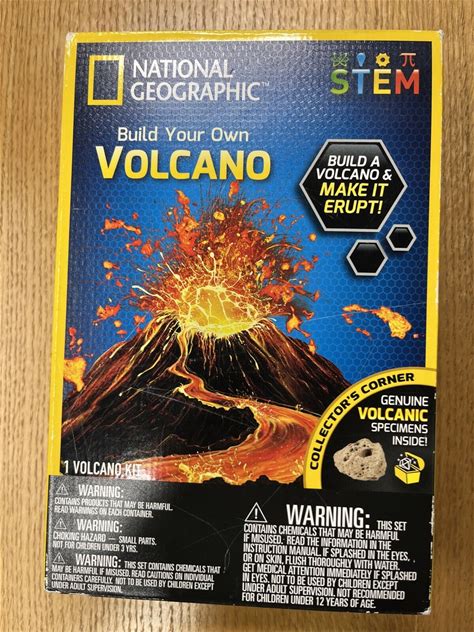 NATIONAL
GEOGRAPHIC™
STEM
Build Your Own
VOLCANO
BUILD A
VOLCANO &
MAKE IT
ERUPT!
COLLECTOR'S CORNER
GENUINE
VOLCANIC
SPECIMENS
INSIDE!
1 VOLCANO KIT
WARNING:
CONTAINS PRODUCTS THAT MAY BE HARMFUL.
READ WARNINGS ON EACH CONTAINER.
WARNING:
CHOKING HAZARD — SMALL PARTS.
NOT FOR CHILDREN UNDER 3 YRS.
WARNING: THIS SET CONTAINS CHEMICALS THAT
MAY BE HARMFUL IF MISUSED. READ CAUTIONS ON INDIVIDUAL
CONTAINERS CAREFULLY. NOT TO BE USED BY CHILDREN EXCEPT
UNDER ADULT SUPERVISION.
WARNING: THIS SET
CONTAINS CHEMICALS THAT MAY BE HARMFUL
IF MISUSED. READ THE INFORMATION IN THE
INSTRUCTION MANUAL. IF SPLASHED IN THE EYES,
OR ON SKIN, FLUSH THOROUGHLY WITH WATER.
GET MEDICAL ATTENTION IMMEDIATELY IF SPLASHED
IN EYES. NOT TO BE USED BY CHILDREN EXCEPT
UNDER ADULT SUPERVISION. NOT RECOMMENDED
FOR CHILDREN UNDER 12 YEARS OF AGE.